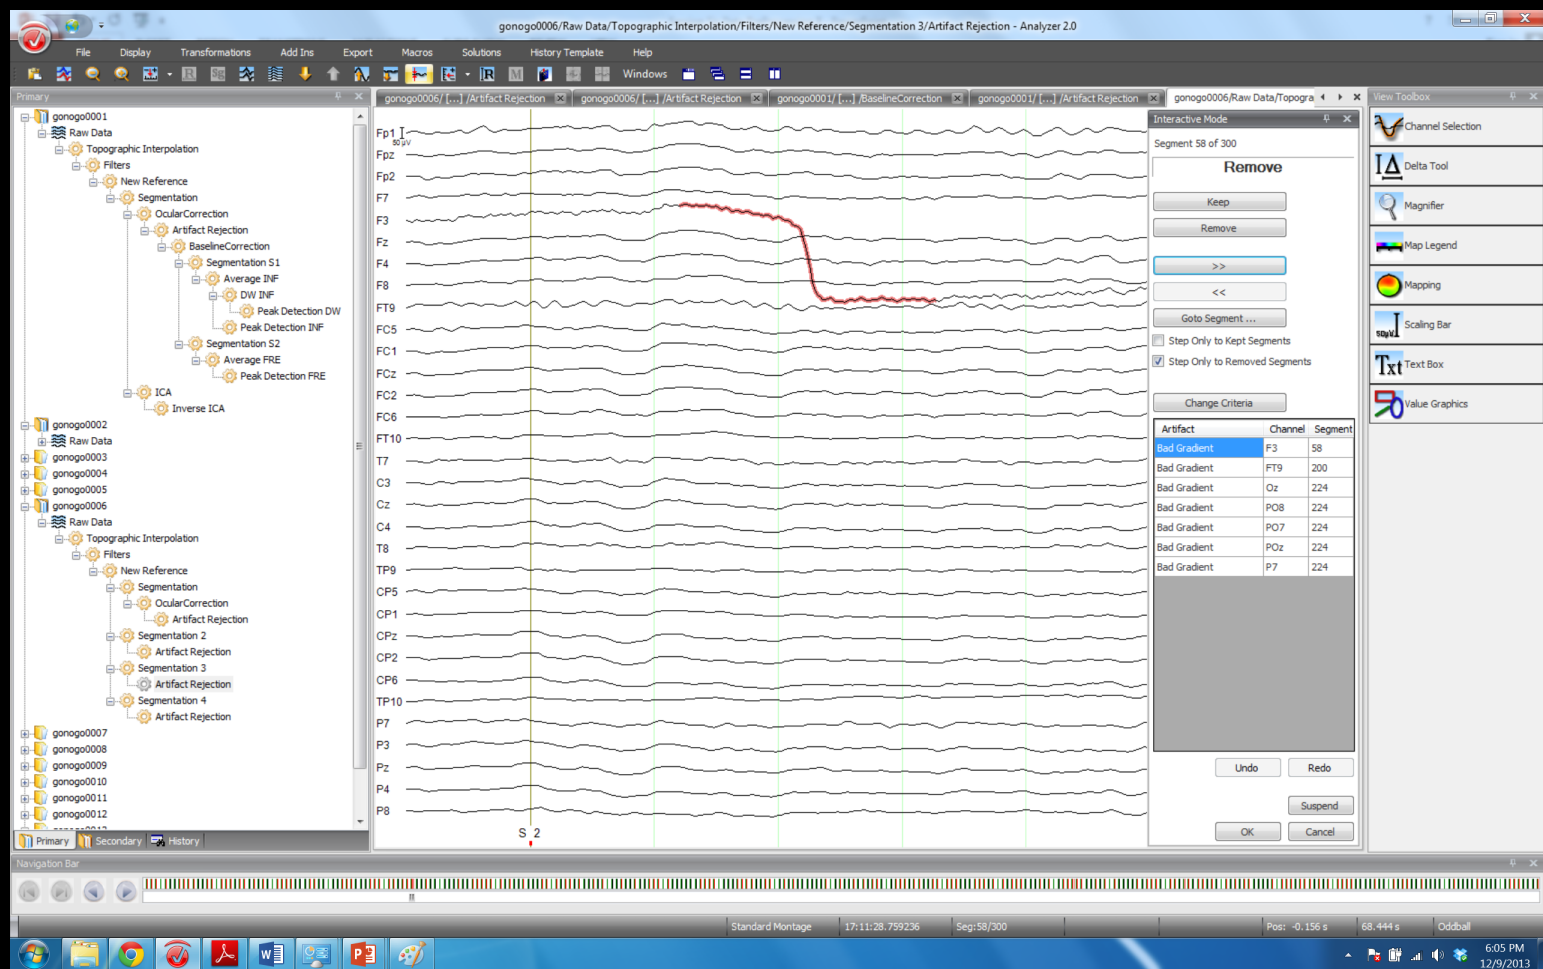 gonogo0006/Raw Data/Topographic Interpolation/Filters/New Reference/Segmentation 3/Artifact Rejection - Analyzer 2.0
File Display Transformations Add Ins Export Macros Solutions History Template Help
Windows
Primary
gonogo0001
Raw Data
Topographic Interpolation
Filters
New Reference
Segmentation
OcularCorrection
Artifact Rejection
BaselineCorrection
Segmentation S1
Average INF
DW INF
Peak Detection DW
Peak Detection INF
Segmentation S2
Average FRE
Peak Detection FRE
ICA
Inverse ICA
gonogo0002
Raw Data
gonogo0003
gonogo0004
gonogo0005
gonogo0006
Raw Data
Topographic Interpolation
Filters
New Reference
Segmentation
OcularCorrection
Artifact Rejection
Segmentation 2
Artifact Rejection
Segmentation 3
Artifact Rejection
Segmentation 4
Artifact Rejection
gonogo0007
gonogo0008
gonogo0009
gonogo0010
gonogo0011
gonogo0012
Primary Secondary History
gonogo0006/ [...] /Artifact Rejection gonogo0006/ [...] /Artifact Rejection gonogo0001/ [...] /BaselineCorrection gonogo0001/ [...] /Artifact Rejection gonogo0006/Raw Data/Topogra
Fp1
50 µV
Fpz
Fp2
F7
F3
Fz
F4
F8
FT9
FC5
FC1
FCz
FC2
FC6
FT10
T7
C3
Cz
C4
T8
TP9
CP5
CP1
CPz
CP2
CP6
TP10
P7
P3
Pz
P4
P8
S 2
Interactive Mode
Segment 58 of 300
Remove
Keep
Remove
>>
<<
Goto Segment ...
Step Only to Kept Segments
Step Only to Removed Segments
Change Criteria
Artifact Channel Segment
Bad Gradient F3 58
Bad Gradient FT9 200
Bad Gradient Oz 224
Bad Gradient PO8 224
Bad Gradient PO7 224
Bad Gradient POz 224
Bad Gradient P7 224
Undo Redo
Suspend
OK Cancel
View Toolbox
Channel Selection
Delta Tool
Magnifier
Map Legend
Mapping
50µV Scaling Bar
Txt Text Box
Value Graphics
Navigation Bar
Standard Montage 17:11:28.759236 Seg:58/300 Pos: -0.156 s 68.444 s Oddball
6:05 PM
12/9/2013